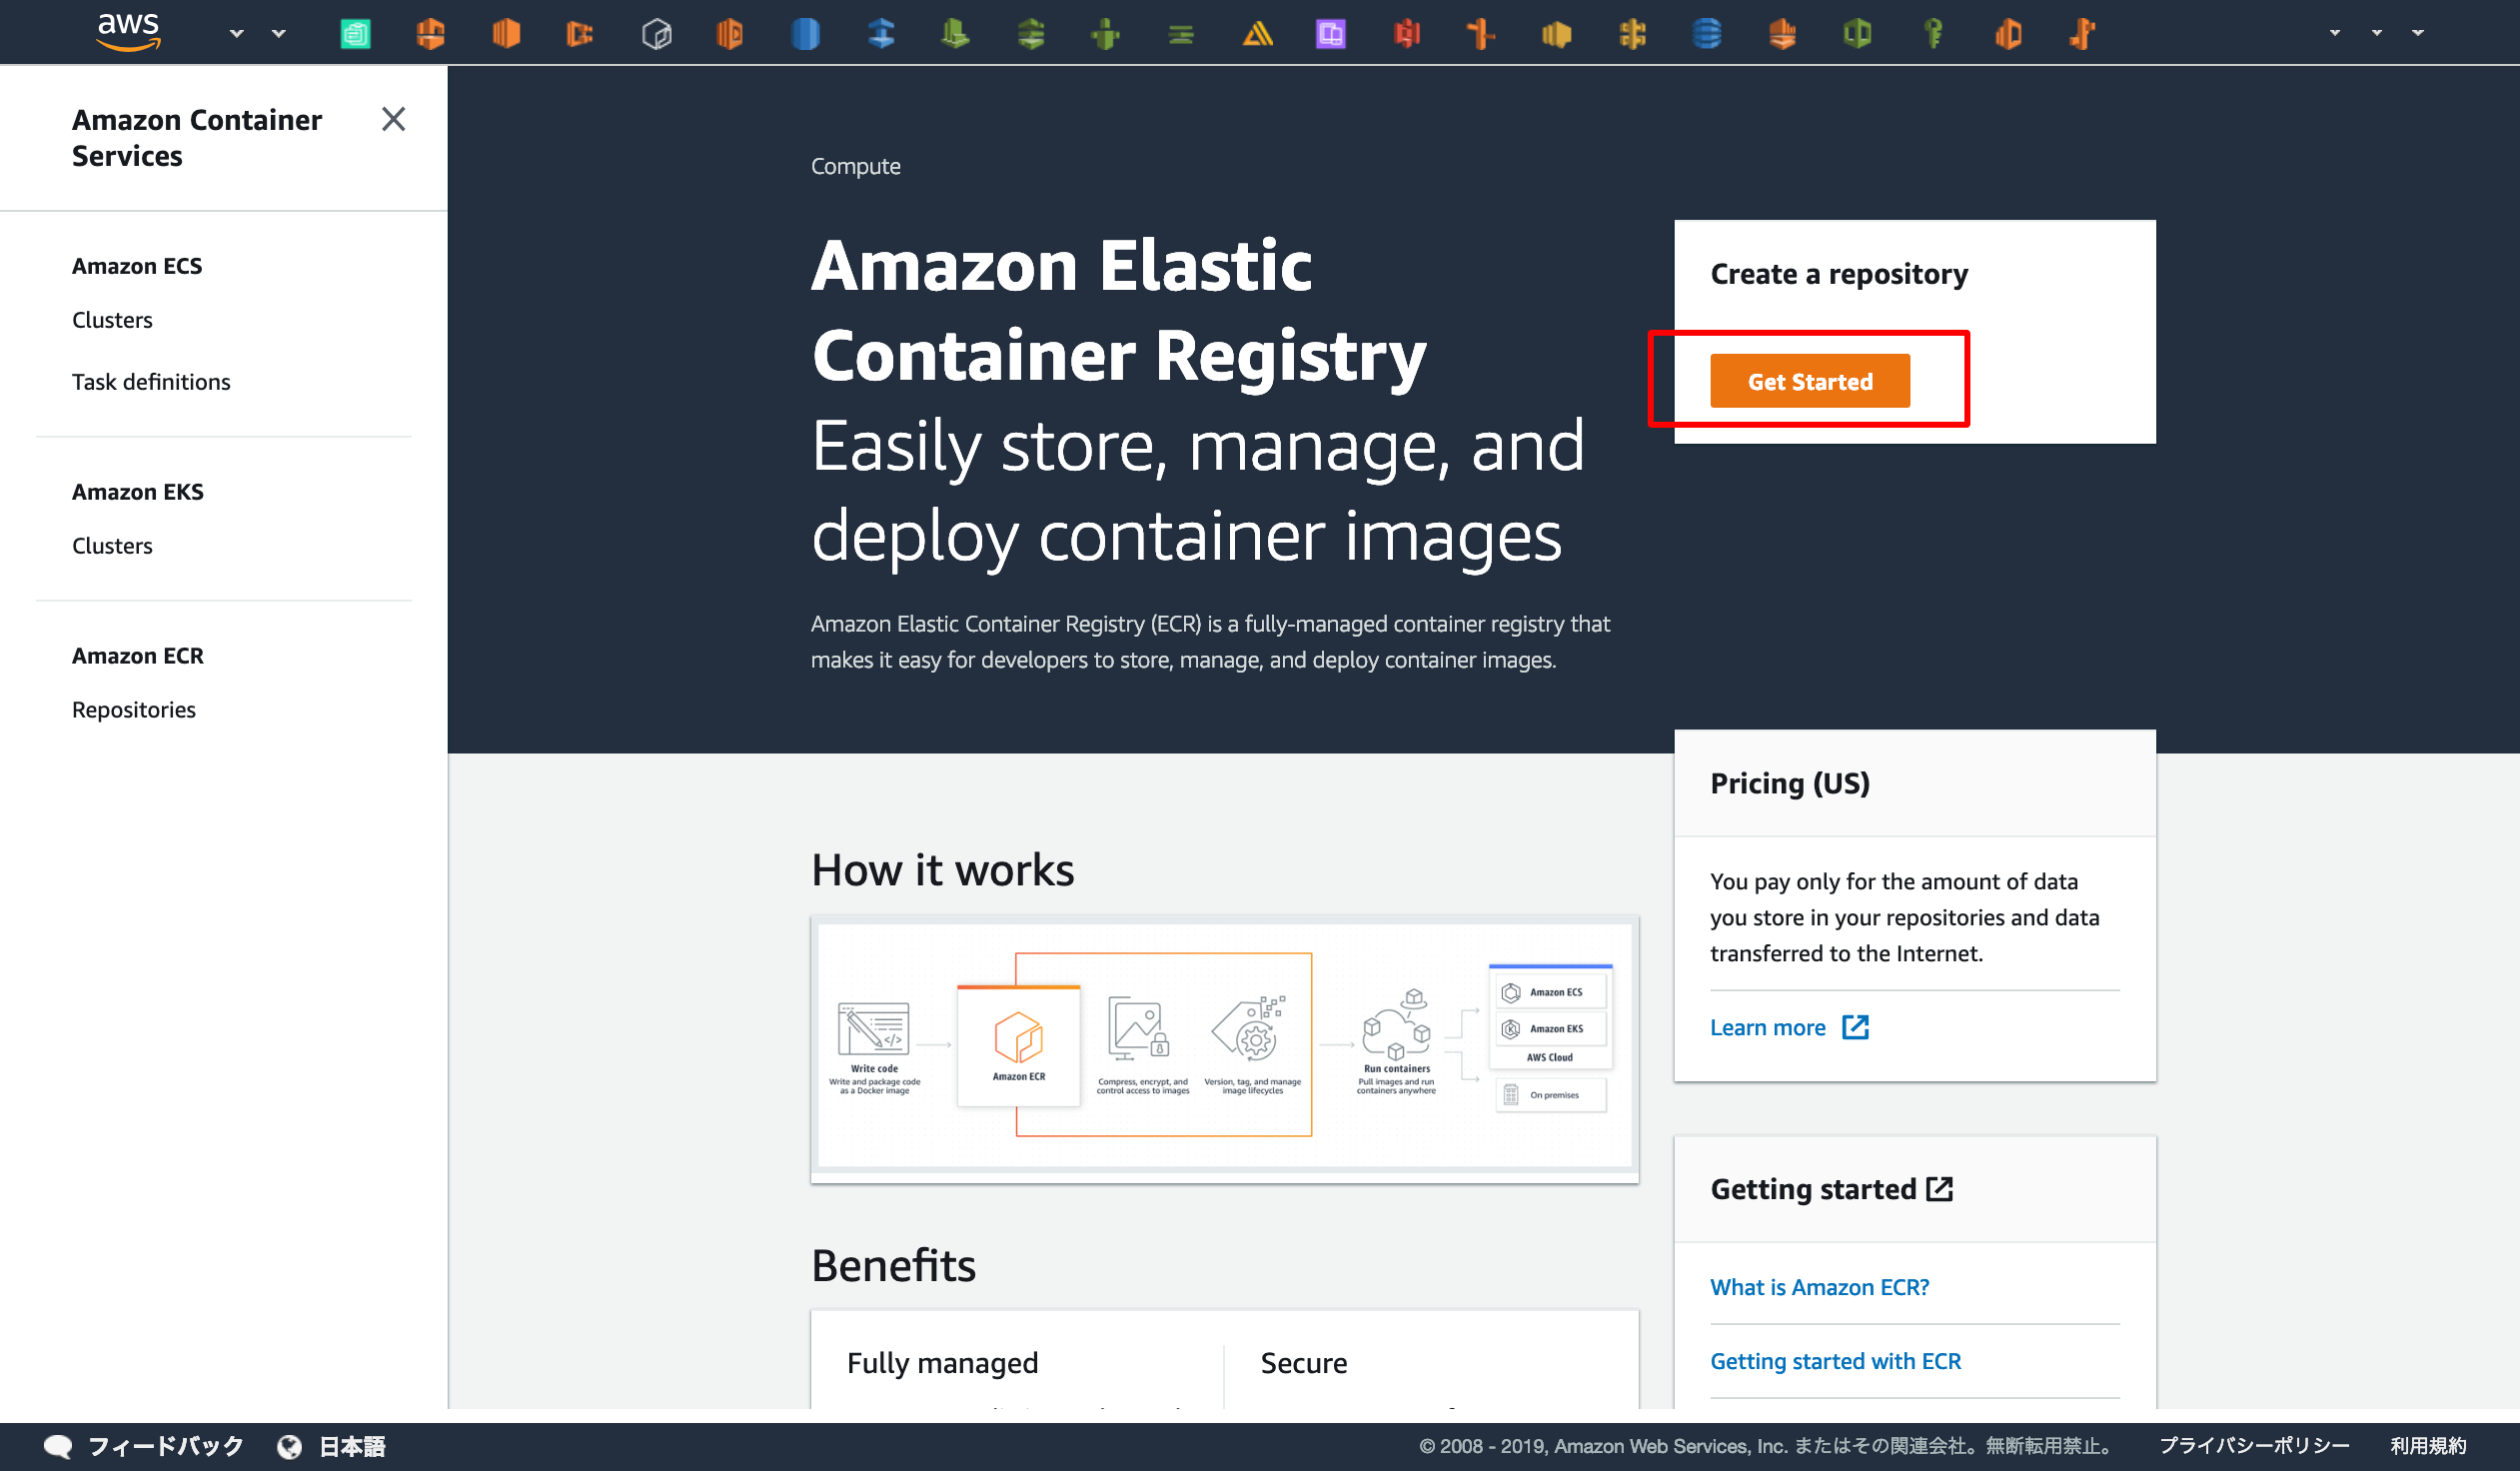 aws
Amazon Container
Services
Amazon ECS
Clusters
Task definitions
Amazon EKS
Clusters
Amazon ECR
Repositories
Compute
Amazon Elastic
Container Registry
Easily store, manage, and
deploy container images
Amazon Elastic Container Registry (ECR) is a fully-managed container registry that
makes it easy for developers to store, manage, and deploy container images.
Create a repository
Get Started
How it works
Write code
Write and package code
as a Docker image
Amazon ECR
Compress, encrypt, and
control access to images
Version, tag, and manage
image lifecycles
Run containers
Pull images and run
containers anywhere
Amazon ECS
Amazon EKS
AWS Cloud
On premises
Benefits
Fully managed
Secure
Pricing (US)
You pay only for the amount of data
you store in your repositories and data
transferred to the Internet.
Learn more
Getting started
What is Amazon ECR?
Getting started with ECR
フィードバック
日本語
© 2008 - 2019, Amazon Web Services, Inc. またはその関連会社。無断転用禁止。
プライバシーポリシー
利用規約